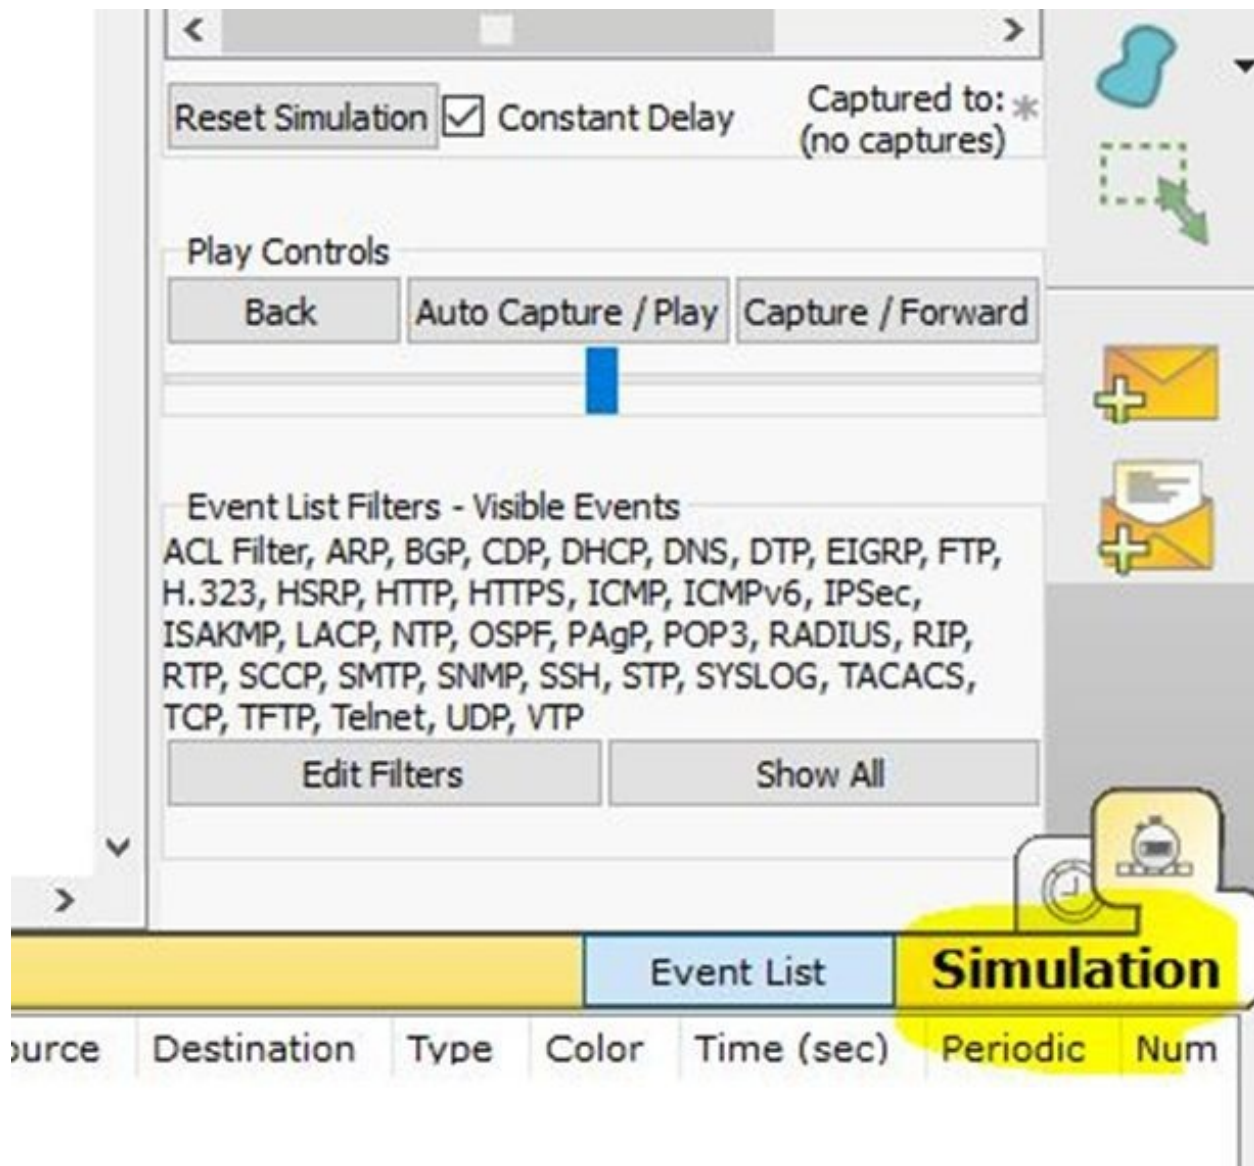 Reset Simulation Constant Delay Captured to: *
(no captures)
Play Controls
Back Auto Capture / Play Capture / Forward
Event List Filters - Visible Events
ACL Filter, ARP, BGP, CDP, DHCP, DNS, DTP, EIGRP, FTP,
H.323, HSRP, HTTP, HTTPS, ICMP, ICMPv6, IPSec,
ISAKMP, LACP, NTP, OSPF, PAgP, POP3, RADIUS, RIP,
RTP, SCCP, SMTP, SNMP, SSH, STP, SYSLOG, TACACS,
TCP, TFTP, Telnet, UDP, VTP
Edit Filters Show All
Event List Simulation
ource Destination Type Color Time (sec) Periodic Num